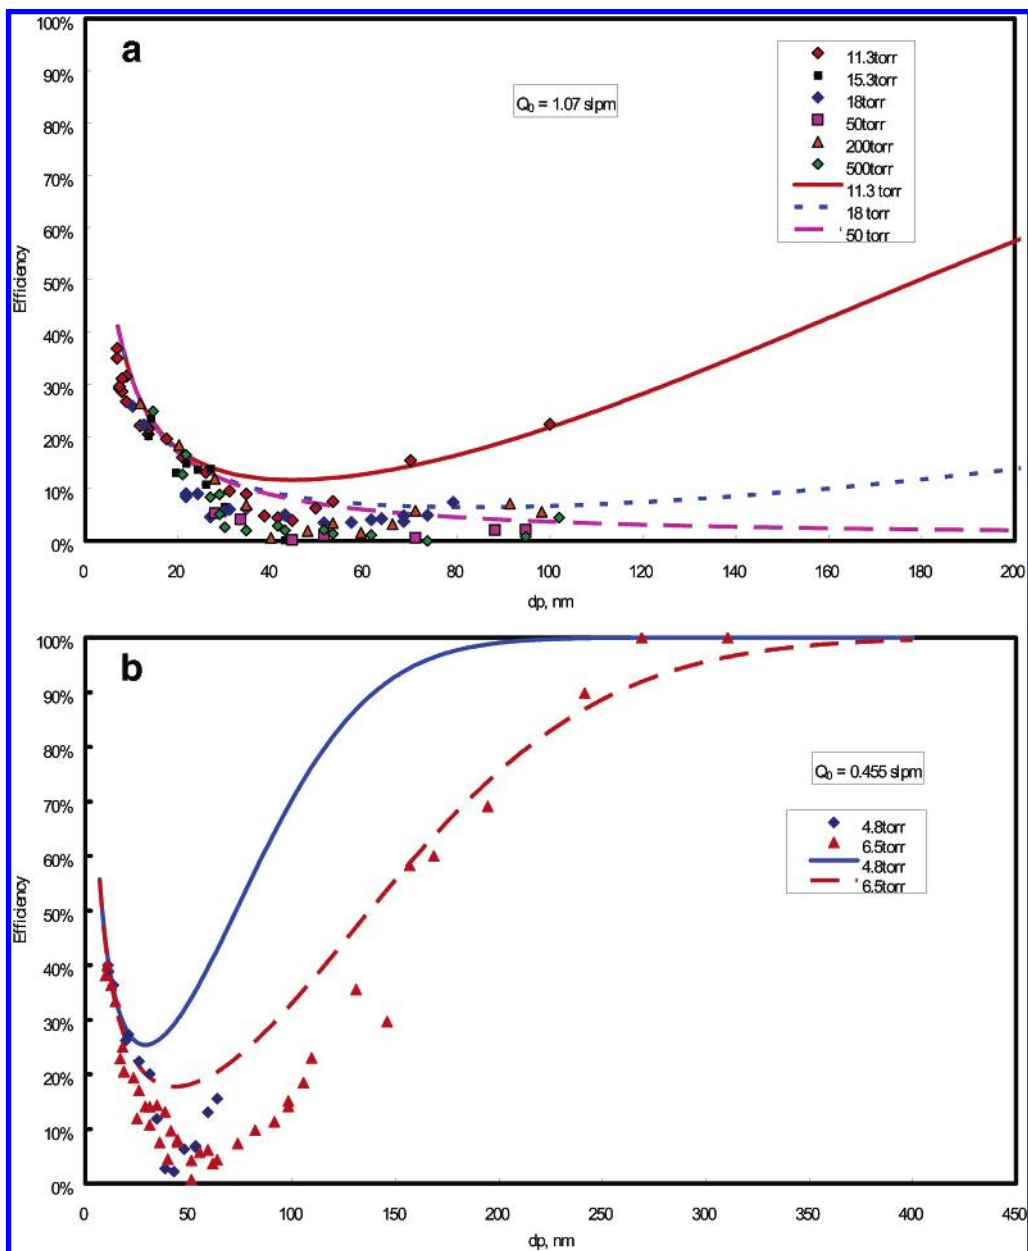 a
100%
90%
80%
70%
60%
50%
40%
30%
20%
10%
0%
Efficiency
Q0 = 1.07 slpm
11.3torr
15.3torr
18torr
50torr
200torr
500torr
11.3 torr
18 torr
50 torr
0 20 40 60 80 100 120 140 160 180 200
dp, nm
b
100%
90%
80%
70%
60%
50%
40%
30%
20%
10%
0%
Efficiency
Q0 = 0.455 slpm
4.8torr
6.5torr
4.8torr
6.5torr
0 50 100 150 200 250 300 350 400 450
dp, nm